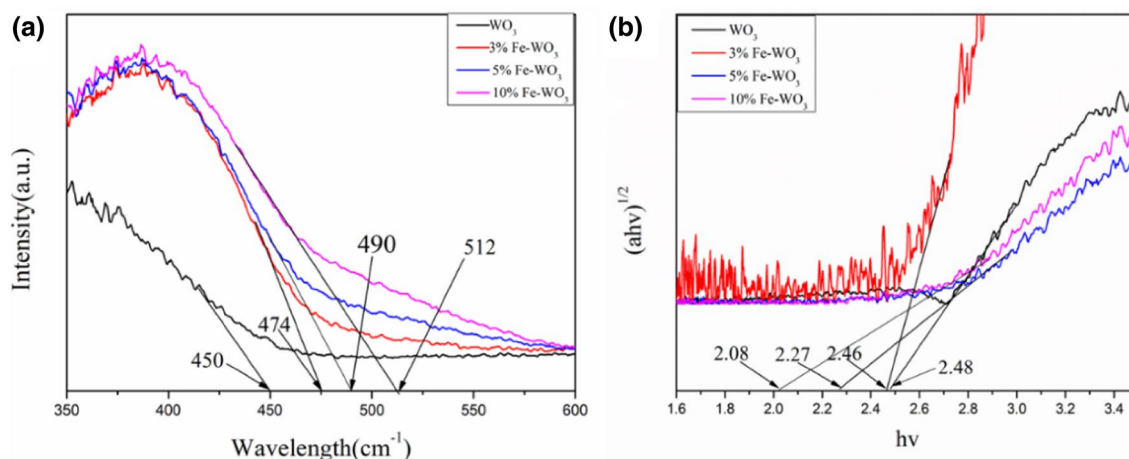 (a)
WO₃
3% Fe-WO₃
5% Fe-WO₃
10% Fe-WO₃
Intensity(a.u.)
490
512
474
450
350 400 450 500 550 600
Wavelength(cm⁻¹)
(b)
WO₃
3% Fe-WO₃
5% Fe-WO₃
10% Fe-WO₃
(ahv)¹/²
2.08 2.27 2.46 2.48
1.6 1.8 2.0 2.2 2.4 2.6 2.8 3.0 3.2 3.4
hv